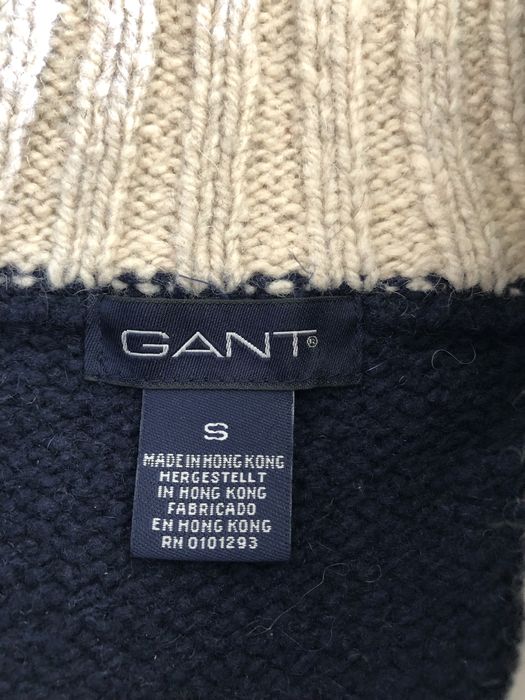 GANT®
S
MADE IN HONG KONG
HERGESTELLT
IN HONG KONG
FABRICADO
EN HONG KONG
RN 0101293